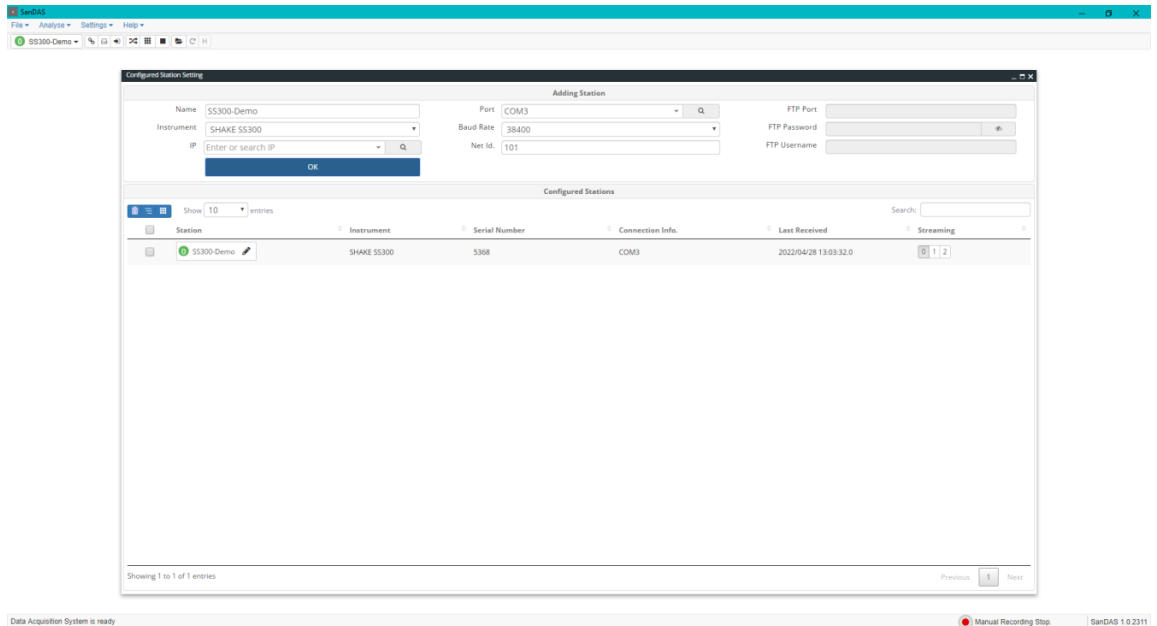 SanDAS
File Analyse Settings Help
SS300-Demo H
Configured Station Setting
Adding Station
Name SS300-Demo Port COM3 FTP Port
Instrument SHAKE SS300 Baud Rate 38400 FTP Password
IP Enter or search IP Net Id. 101 FTP Username
OK
Configured Stations
Show 10 entries Search:
Station Instrument Serial Number Connection Info. Last Received Streaming
SS300-Demo SHAKE SS300 5368 COM3 2022/04/28 13:03:32.0 0 1 2
Showing 1 to 1 of 1 entries Previous 1 Next
Data Acquisition System is ready Manual Recording Stop. SanDAS 1.0.2311